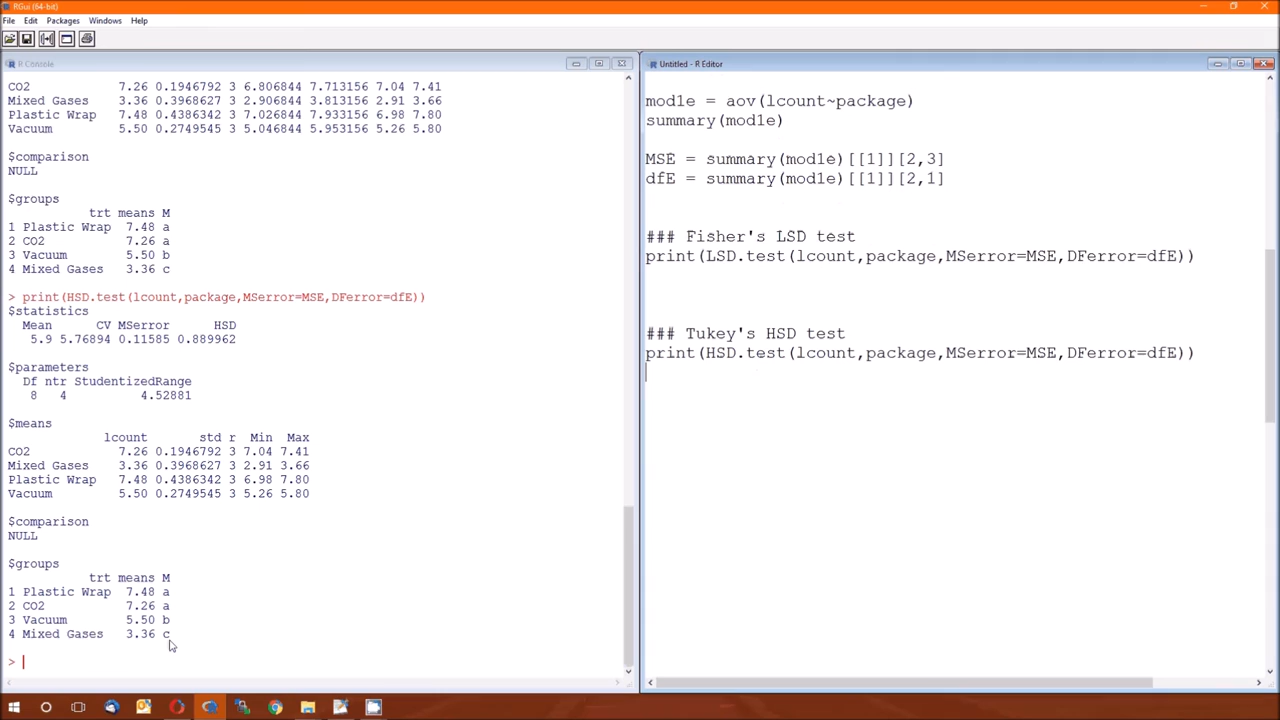 RGui (64-bit)
File Edit Packages Windows Help
R Console
CO2 7.26 0.1946792 3 6.806844 7.713156 7.04 7.41
Mixed Gases 3.36 0.3968627 3 2.906844 3.813156 2.91 3.66
Plastic Wrap 7.48 0.4386342 3 7.026844 7.933156 6.98 7.80
Vacuum 5.50 0.2749545 3 5.046844 5.953156 5.26 5.80
$comparison
NULL
$groups
trt means M
1 Plastic Wrap 7.48 a
2 CO2 7.26 a
3 Vacuum 5.50 b
4 Mixed Gases 3.36 c
> print(HSD.test(lcount,package,MSerror=MSE,DFerror=dfE))
$statistics
Mean CV MSerror HSD
5.9 5.76894 0.11585 0.889962
$parameters
Df ntr StudentizedRange
8 4 4.52881
$means
lcount std r Min Max
CO2 7.26 0.1946792 3 7.04 7.41
Mixed Gases 3.36 0.3968627 3 2.91 3.66
Plastic Wrap 7.48 0.4386342 3 6.98 7.80
Vacuum 5.50 0.2749545 3 5.26 5.80
$comparison
NULL
$groups
trt means M
1 Plastic Wrap 7.48 a
2 CO2 7.26 a
3 Vacuum 5.50 b
4 Mixed Gases 3.36 c
>
Untitled - R Editor
mod1e = aov(lcount~package)
summary(mod1e)
MSE = summary(mod1e)[[1]][2,3]
dfE = summary(mod1e)[[1]][2,1]
### Fisher's LSD test
print(LSD.test(lcount,package,MSerror=MSE,DFerror=dfE))
### Tukey's HSD test
print(HSD.test(lcount,package,MSerror=MSE,DFerror=dfE))